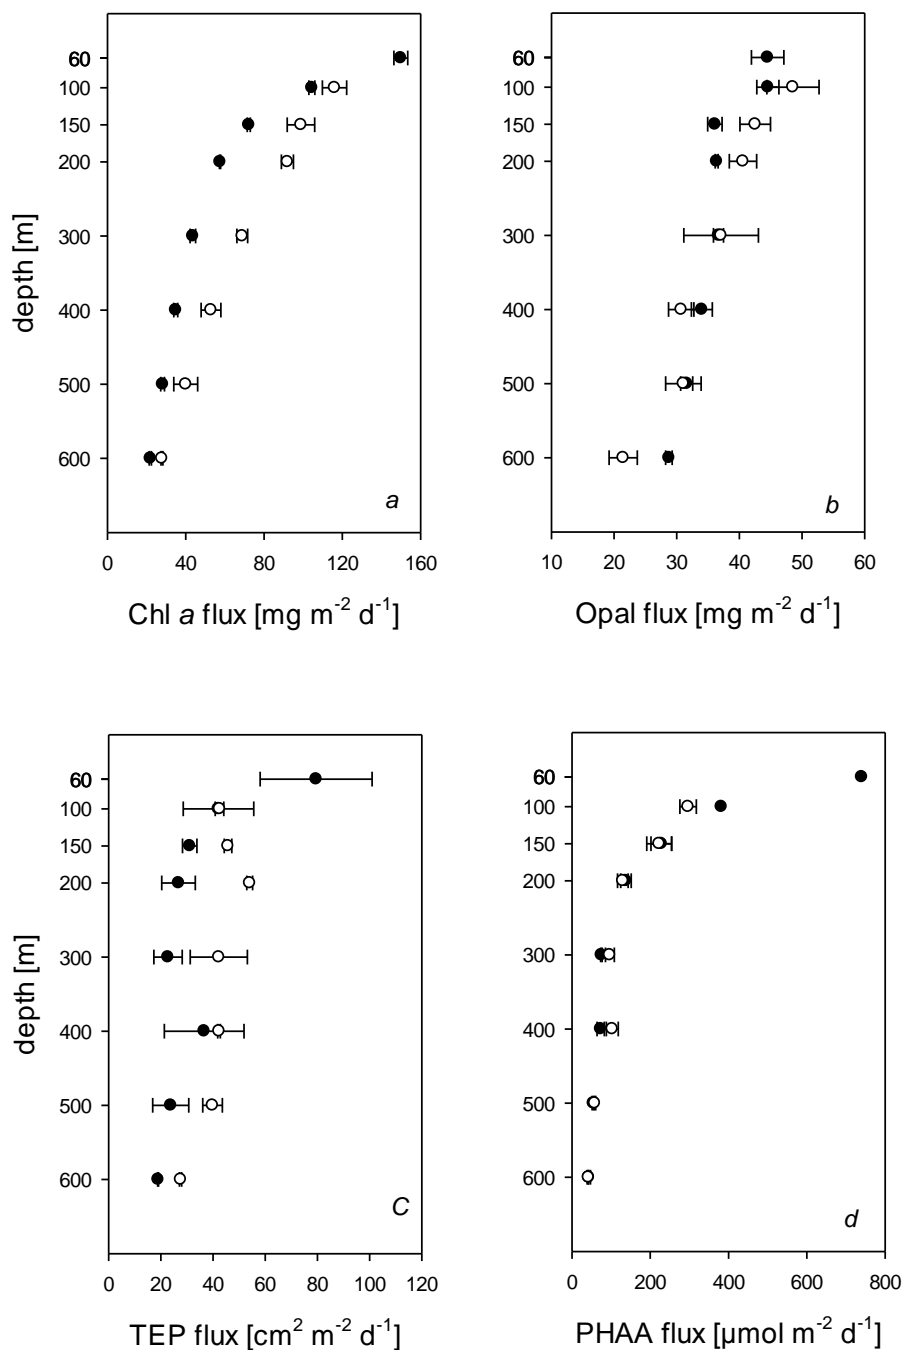 60
100
150
200
300
400
500
600
depth [m]
a
0 40 80 120 160
Chl a flux [mg m-2 d-1]
60
100
150
200
300
400
500
600
b
10 20 30 40 50 60
Opal flux [mg m-2 d-1]
60
100
150
200
300
400
500
600
depth [m]
C
0 20 40 60 80 100 120
TEP flux [cm2 m-2 d-1]
60
100
150
200
300
400
500
600
d
0 200 400 600 800
PHAA flux [µmol m-2 d-1]